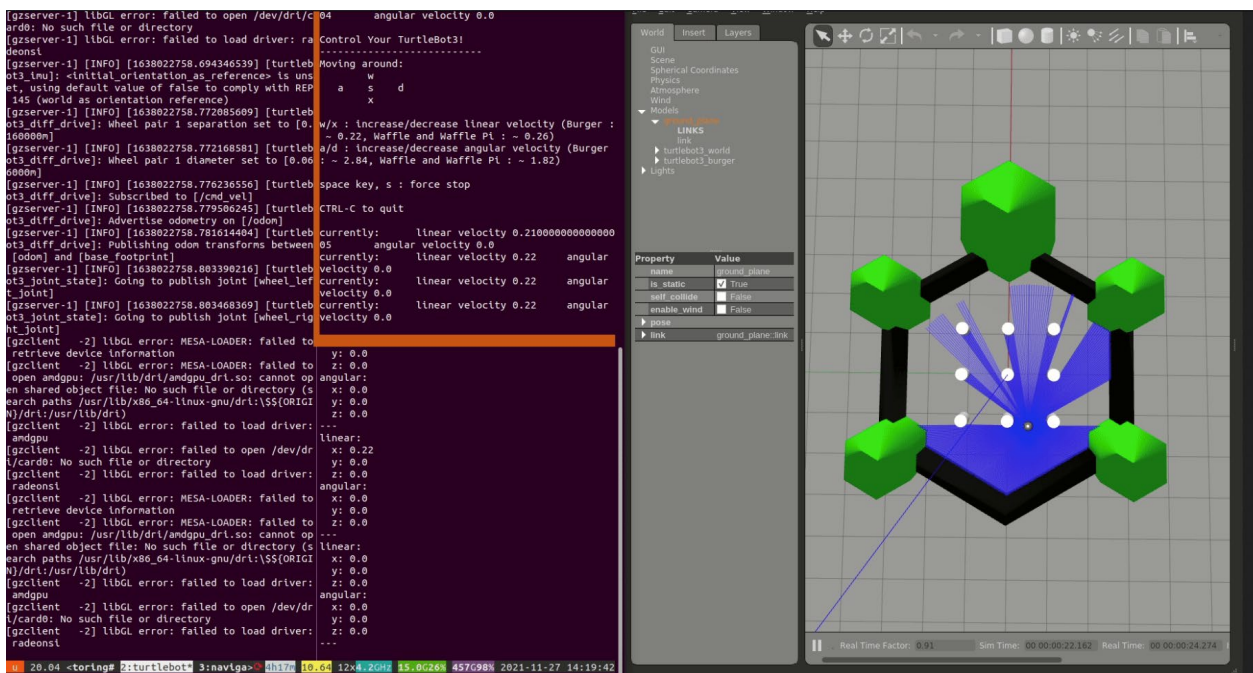 [gzserver-1] libGL error: failed to open /dev/dri/c
ard0: No such file or directory
[gzserver-1] libGL error: failed to load driver: ra
deonsi
[gzserver-1] [INFO] [1638022758.694346539] [turtleb
ot3_imu]: <initial_orientation_as_reference> is uns
et, using default value of false to comply with REP
145 (world as orientation reference)
[gzserver-1] [INFO] [1638022758.772085609] [turtleb
ot3_diff_drive]: Wheel pair 1 separation set to [0.
160000m]
[gzserver-1] [INFO] [1638022758.772168581] [turtleb
ot3_diff_drive]: Wheel pair 1 diameter set to [0.06
6000m]
[gzserver-1] [INFO] [1638022758.776236556] [turtleb
ot3_diff_drive]: Subscribed to [/cmd_vel]
[gzserver-1] [INFO] [1638022758.779506245] [turtleb
ot3_diff_drive]: Advertise odometry on [/odom]
[gzserver-1] [INFO] [1638022758.781614404] [turtleb
ot3_diff_drive]: Publishing odom transforms between
[odom] and [base_footprint]
[gzserver-1] [INFO] [1638022758.803390216] [turtleb
ot3_joint_state]: Going to publish joint [wheel_lef
t_joint]
[gzserver-1] [INFO] [1638022758.803468369] [turtleb
ot3_joint_state]: Going to publish joint [wheel_rig
ht_joint]
[gzclient -2] libGL error: MESA-LOADER: failed to
retrieve device information
[gzclient -2] libGL error: MESA-LOADER: failed to
open amdgpu: /usr/lib/dri/amdgpu_dri.so: cannot op
en shared object file: No such file or directory (s
earch paths /usr/lib/x86_64-linux-gnu/dri:\$${ORIGI
N}/dri:/usr/lib/dri)
[gzclient -2] libGL error: failed to load driver:
amdgpu
[gzclient -2] libGL error: failed to open /dev/dr
i/card0: No such file or directory
[gzclient -2] libGL error: failed to load driver:
radeonsi
[gzclient -2] libGL error: MESA-LOADER: failed to
retrieve device information
[gzclient -2] libGL error: MESA-LOADER: failed to
open amdgpu: /usr/lib/dri/amdgpu_dri.so: cannot op
en shared object file: No such file or directory (s
earch paths /usr/lib/x86_64-linux-gnu/dri:\$${ORIGI
N}/dri:/usr/lib/dri)
[gzclient -2] libGL error: failed to load driver:
amdgpu
[gzclient -2] libGL error: failed to open /dev/dr
i/card0: No such file or directory
[gzclient -2] libGL error: failed to load driver:
radeonsi
04 angular velocity 0.0
Control Your TurtleBot3!
---------------------------
Moving around:
w
a s d
x
w/x : increase/decrease linear velocity (Burger :
~ 0.22, Waffle and Waffle Pi : ~ 0.26)
a/d : increase/decrease angular velocity (Burger
: ~ 2.84, Waffle and Waffle Pi : ~ 1.82)
space key, s : force stop
CTRL-C to quit
currently: linear velocity 0.210000000000000
05 angular velocity 0.0
currently: linear velocity 0.22 angular
velocity 0.0
currently: linear velocity 0.22 angular
velocity 0.0
currently: linear velocity 0.22 angular
velocity 0.0
y: 0.0
z: 0.0
angular:
x: 0.0
y: 0.0
z: 0.0
---
linear:
x: 0.22
y: 0.0
z: 0.0
angular:
x: 0.0
y: 0.0
z: 0.0
---
linear:
x: 0.0
y: 0.0
z: 0.0
angular:
x: 0.0
y: 0.0
z: 0.0
---
u 20.04 <toring# 2:turtlebot* 3:naviga> 4h17m 10.64 12x4.2GHz 15.0G26% 457G98% 2021-11-27 14:19:42
World Insert Layers
GUI
Scene
Spherical Coordinates
Physics
Atmosphere
Wind
Models
ground_plane
LINKS
link
turtlebot3_world
turtlebot3_burger
Lights
Property Value
name ground_plane
is_static True
self_collide False
enable_wind False
pose
link ground_plane::link
Real Time Factor: 0.91 Sim Time: 00 00:00:22.162 Real Time: 00 00:00:24.274